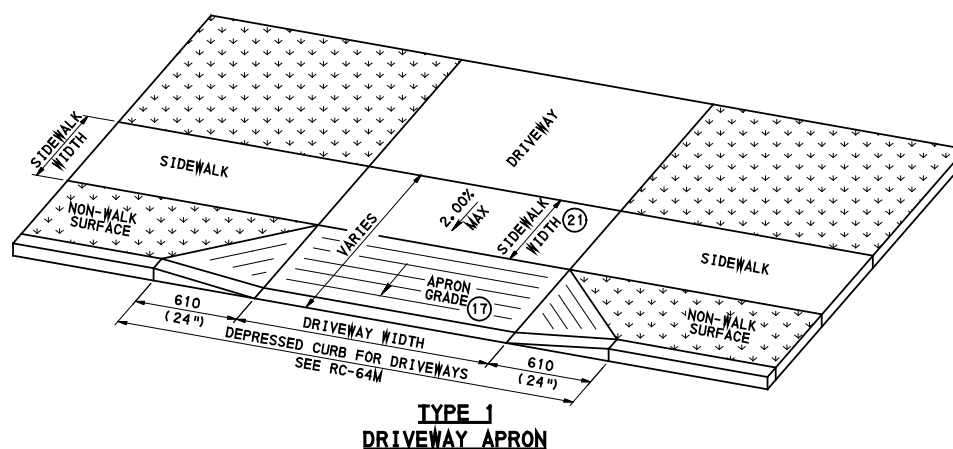 SIDEWALK
WIDTH
SIDEWALK
DRIVEWAY
NON-WALK
SURFACE
VARIES
2.00%
MAX
SIDEWALK
WIDTH 21
SIDEWALK
APRON
GRADE 17
NON-WALK
SURFACE
610
(24")
DRIVEWAY WIDTH
DEPRESSED CURB FOR DRIVEWAYS
SEE RC-64M
610
(24")
TYPE 1
DRIVEWAY APRON